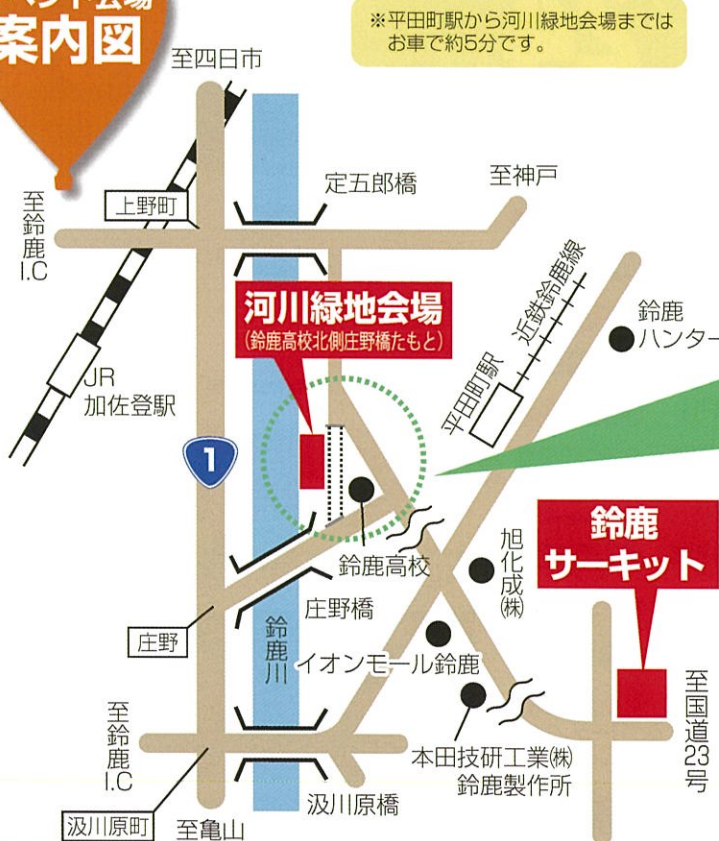 ベント会場
案内図
※平田町駅から河川緑地会場までは
お車で約5分です。
至四日市
定五郎橋
至神戸
上野町
至鈴鹿I.C
河川緑地会場
(鈴鹿高校北側庄野橋たもと)
近鉄鈴鹿線
平田町駅
鈴鹿
ハンター
JR
加佐登駅
1
鈴鹿
サーキット
旭化成(株)
鈴鹿高校
庄野橋
庄野
鈴鹿川
イオンモール鈴鹿
至鈴鹿I.C
本田技研工業(株)
鈴鹿製作所
至国道23号
汲川原橋
汲川原町
至亀山